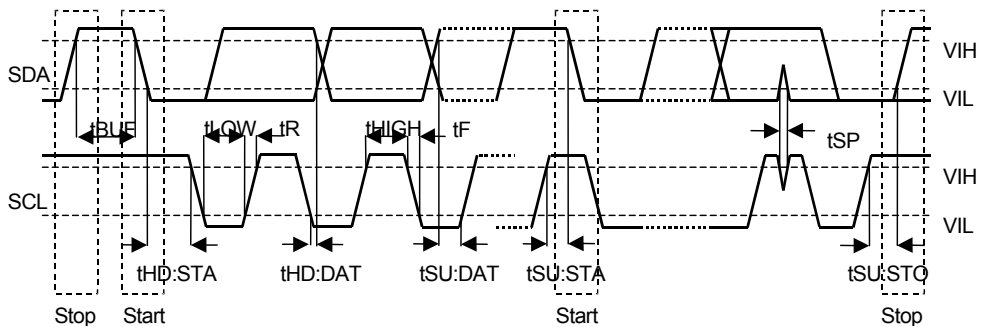 VIH
SDA
VIL
tBUF tLOW tR tHIGH tF
tSP
VIH
SCL
VIL
tHD:STA tHD:DAT tSU:DAT tSU:STA tSU:STO
Stop Start Start Stop